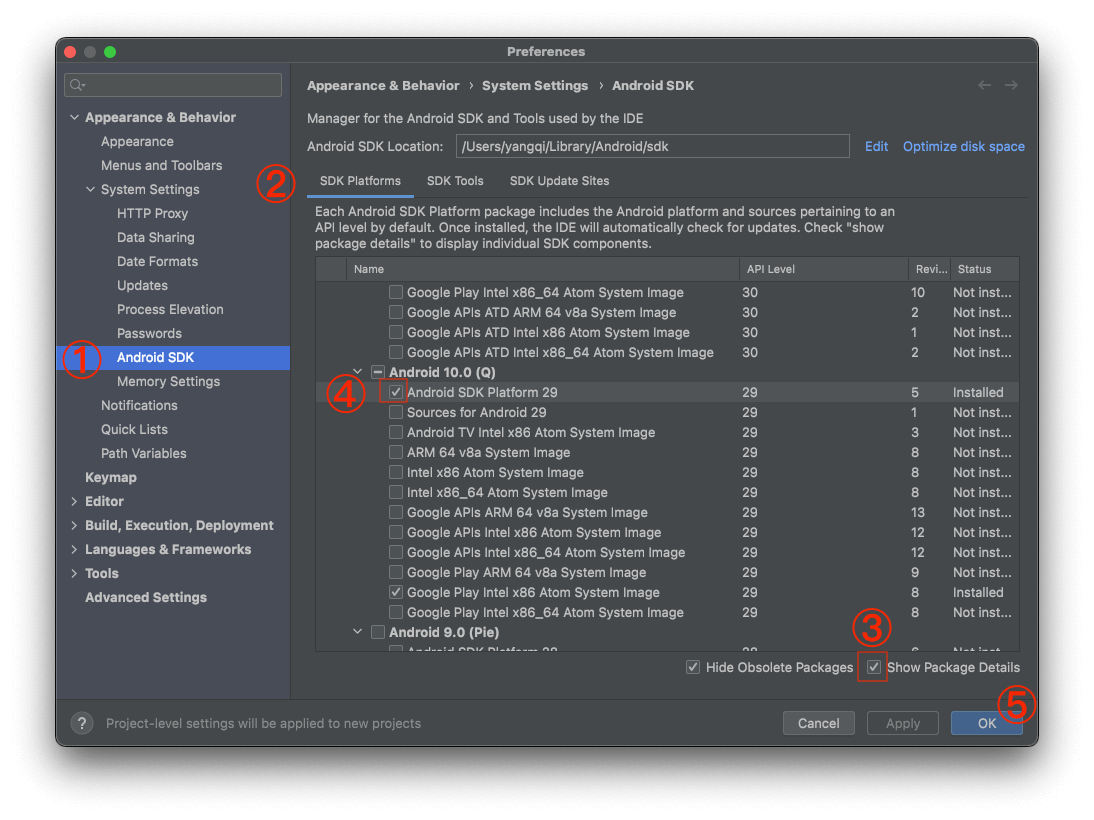 Preferences
Appearance & Behavior › System Settings › Android SDK
Manager for the Android SDK and Tools used by the IDE
Android SDK Location: /Users/yangqi/Library/Android/sdk Edit Optimize disk space
Appearance & Behavior
Appearance
Menus and Toolbars
System Settings
HTTP Proxy
Data Sharing
Date Formats
Updates
Process Elevation
Passwords
① Android SDK
Memory Settings
Notifications
Quick Lists
Path Variables
Keymap
Editor
Build, Execution, Deployment
Languages & Frameworks
Tools
Advanced Settings
② SDK Platforms SDK Tools SDK Update Sites
Each Android SDK Platform package includes the Android platform and sources pertaining to an
API level by default. Once installed, the IDE will automatically check for updates. Check "show
package details" to display individual SDK components.
Name API Level Revi... Status
Google Play Intel x86_64 Atom System Image 30 10 Not inst...
Google APIs ATD ARM 64 v8a System Image 30 2 Not inst...
Google APIs ATD Intel x86 Atom System Image 30 1 Not inst...
Google APIs ATD Intel x86_64 Atom System Image 30 2 Not inst...
Android 10.0 (Q)
④ Android SDK Platform 29 29 5 Installed
Sources for Android 29 29 1 Not inst...
Android TV Intel x86 Atom System Image 29 3 Not inst...
ARM 64 v8a System Image 29 8 Not inst...
Intel x86 Atom System Image 29 8 Not inst...
Intel x86_64 Atom System Image 29 8 Not inst...
Google APIs ARM 64 v8a System Image 29 13 Not inst...
Google APIs Intel x86 Atom System Image 29 12 Not inst...
Google APIs Intel x86_64 Atom System Image 29 12 Not inst...
Google Play ARM 64 v8a System Image 29 9 Not inst...
Google Play Intel x86 Atom System Image 29 8 Installed
Google Play Intel x86_64 Atom System Image 29 8 Not inst...
Android 9.0 (Pie)
Android SDK Platform 28 28 6 Not inst...
③
Hide Obsolete Packages Show Package Details
⑤
? Project-level settings will be applied to new projects Cancel Apply OK